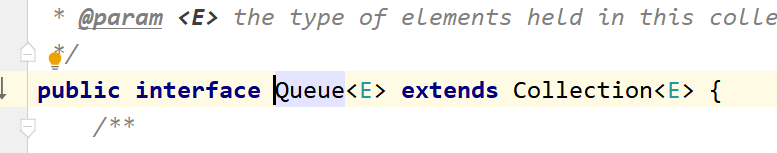 * @param <E> the type of elements held in this colle
*/
public interface Queue<E> extends Collection<E> {
/**